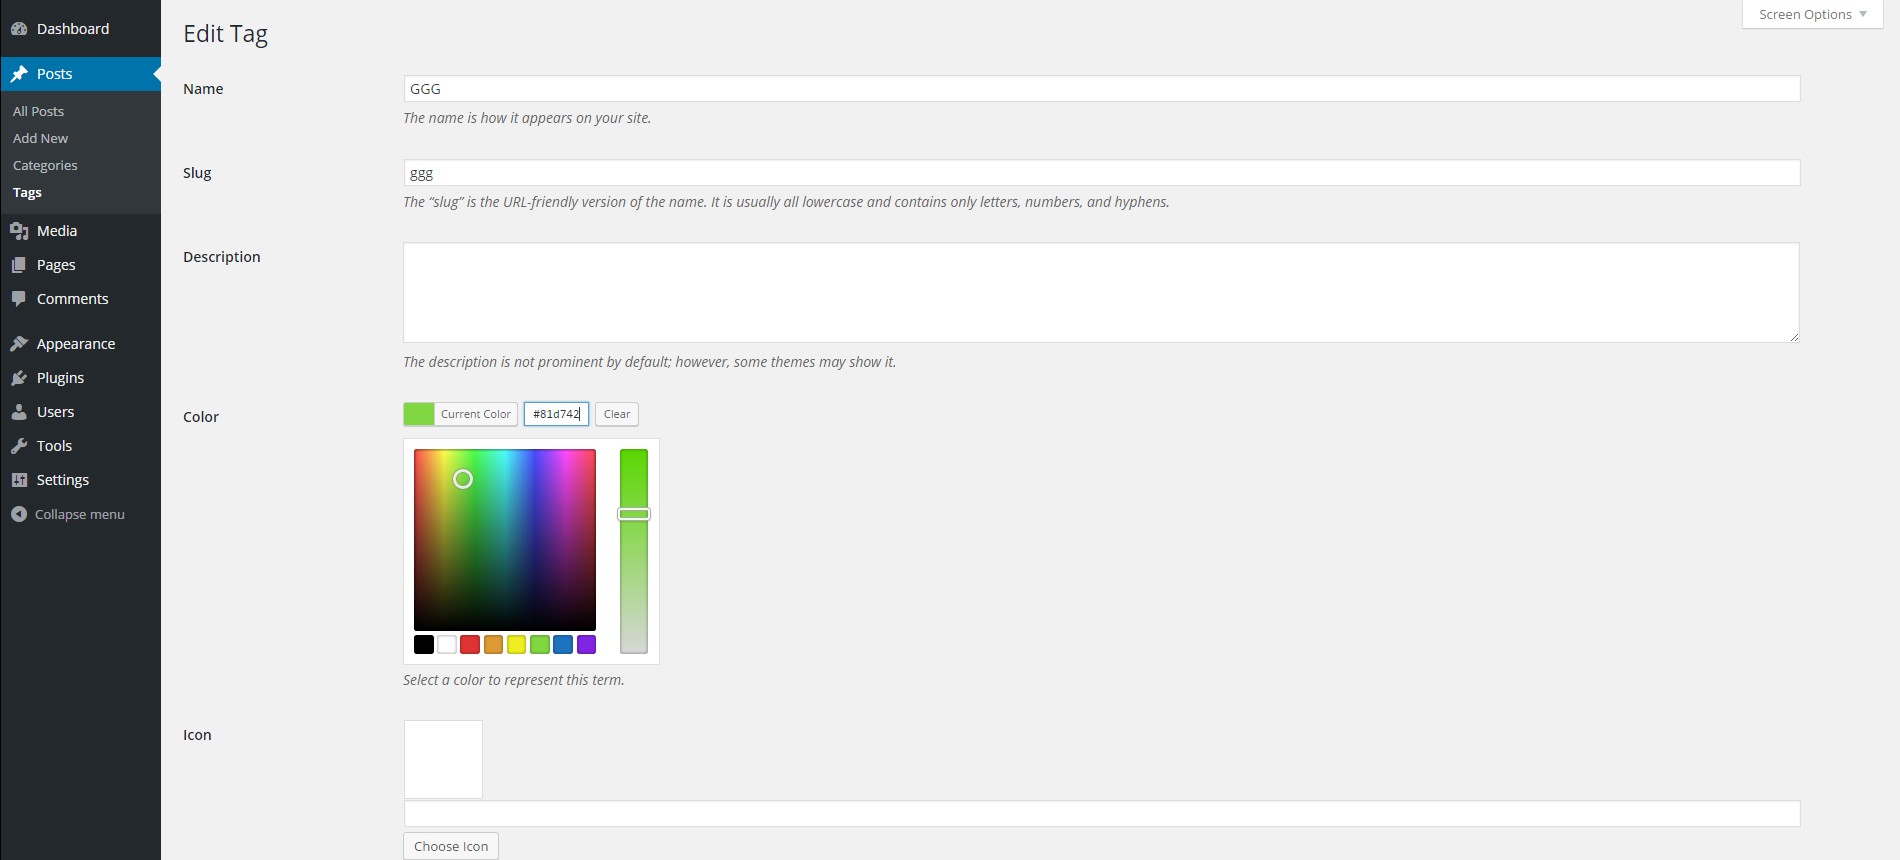 Dashboard
Posts
All Posts
Add New
Categories
Tags
Media
Pages
Comments
Appearance
Plugins
Users
Tools
Settings
Collapse menu
Screen Options
Edit Tag
Name
GGG
The name is how it appears on your site.
Slug
ggg
The “slug” is the URL-friendly version of the name. It is usually all lowercase and contains only letters, numbers, and hyphens.
Description
The description is not prominent by default; however, some themes may show it.
Color
Current Color #81d742 Clear
Select a color to represent this term.
Icon
Choose Icon